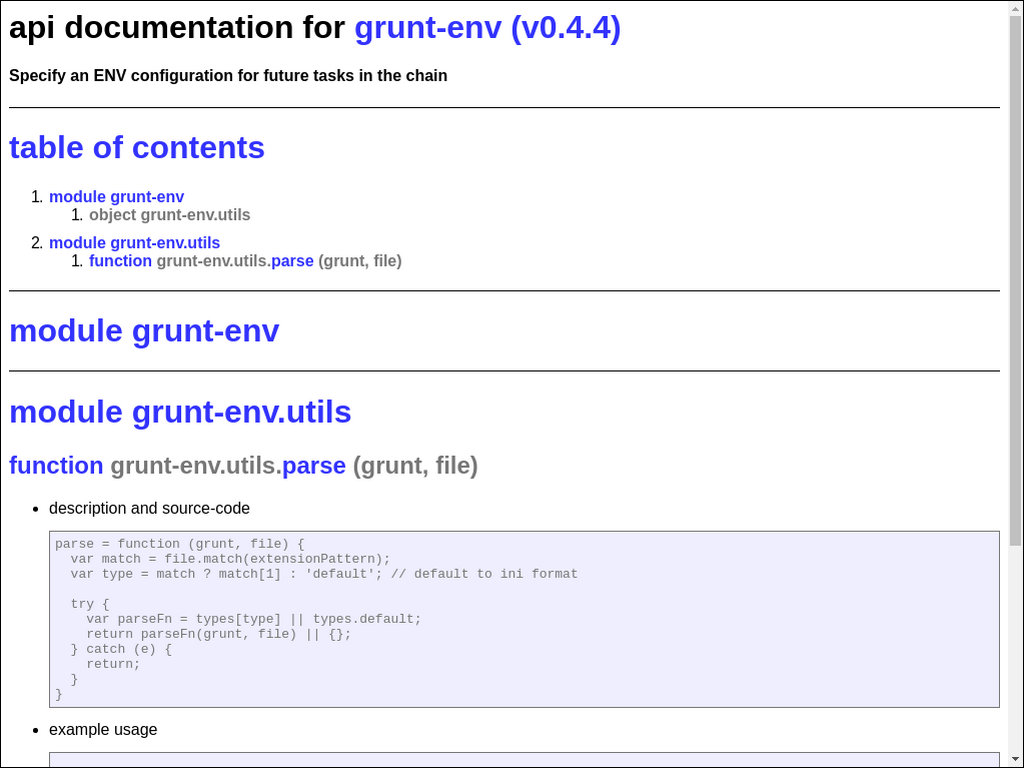 api documentation for grunt-env (v0.4.4)
Specify an ENV configuration for future tasks in the chain
table of contents
1. module grunt-env
1. object grunt-env.utils
2. module grunt-env.utils
1. function grunt-env.utils.parse (grunt, file)
module grunt-env
module grunt-env.utils
function grunt-env.utils.parse (grunt, file)
• description and source-code
parse = function (grunt, file) {
  var match = file.match(extensionPattern);
  var type = match ? match[1] : 'default'; // default to ini format

  try {
    var parseFn = types[type] || types.default;
    return parseFn(grunt, file) || {};
  } catch (e) {
    return;
  }
}
• example usage